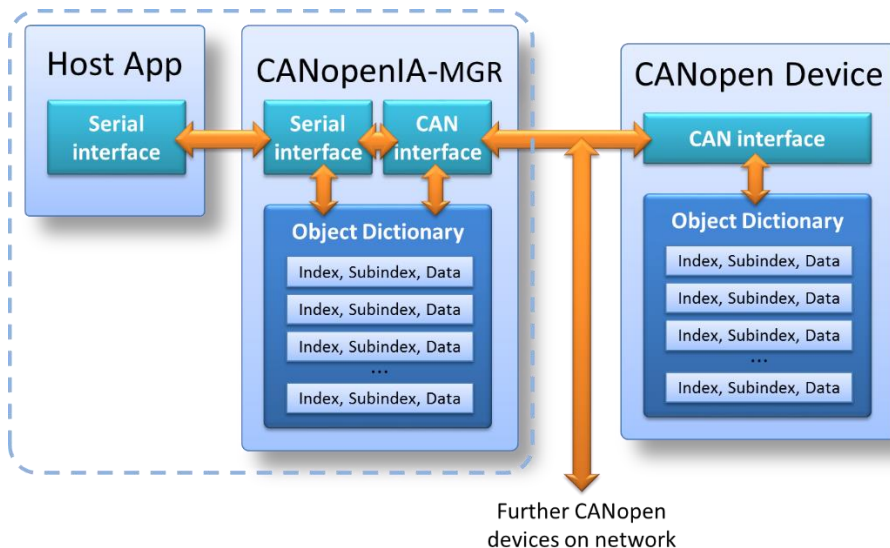 Host App
Serial
interface
CANopenIA-MGR
Serial
interface
CAN
interface
Object Dictionary
Index, Subindex, Data
Index, Subindex, Data
Index, Subindex, Data
...
Index, Subindex, Data
CANopen Device
CAN interface
Object Dictionary
Index, Subindex, Data
Index, Subindex, Data
Index, Subindex, Data
...
Index, Subindex, Data
Further CANopen
devices on network